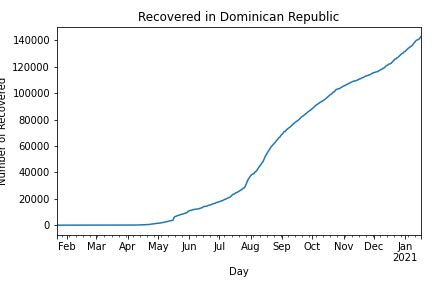 Recovered in Dominican Republic
Number of Recovered
140000
120000
100000
80000
60000
40000
20000
0
Feb Mar Apr May Jun Jul Aug Sep Oct Nov Dec Jan
2021
Day